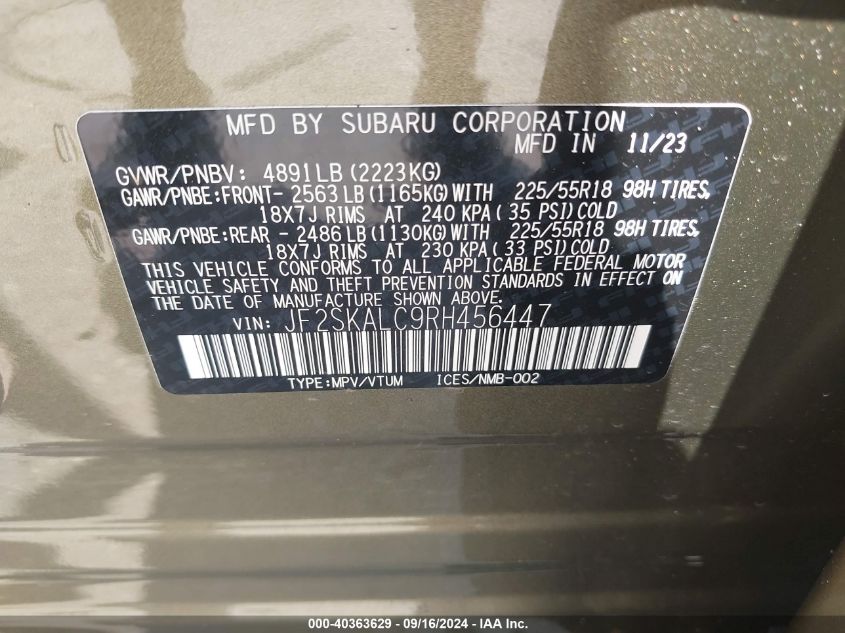 MFD BY SUBARU CORPORATION
MFD IN 11/23
GVWR/PNBV: 4891LB(2223KG)
GAWR/PNBE:FRONT- 2563LB(1165KG)WITH 225/55R18 98H TIRES,
18X7J RIMS AT 240 KPA( 35 PSI)COLD
GAWR/PNBE:REAR - 2486LB(1130KG)WITH 225/55R18 98H TIRES,
18X7J RIMS AT 230 KPA( 33 PSI)COLD
THIS VEHICLE CONFORMS TO ALL APPLICABLE FEDERAL MOTOR
VEHICLE SAFETY AND THEFT PREVENTION STANDARDS IN EFFECT ON
THE DATE OF MANUFACTURE SHOWN ABOVE.
VIN: JF2SKALC9RH456447
TYPE:MPV/VTUM ICES/NMB-002
000-40363629 - 09/16/2024 - IAA Inc.